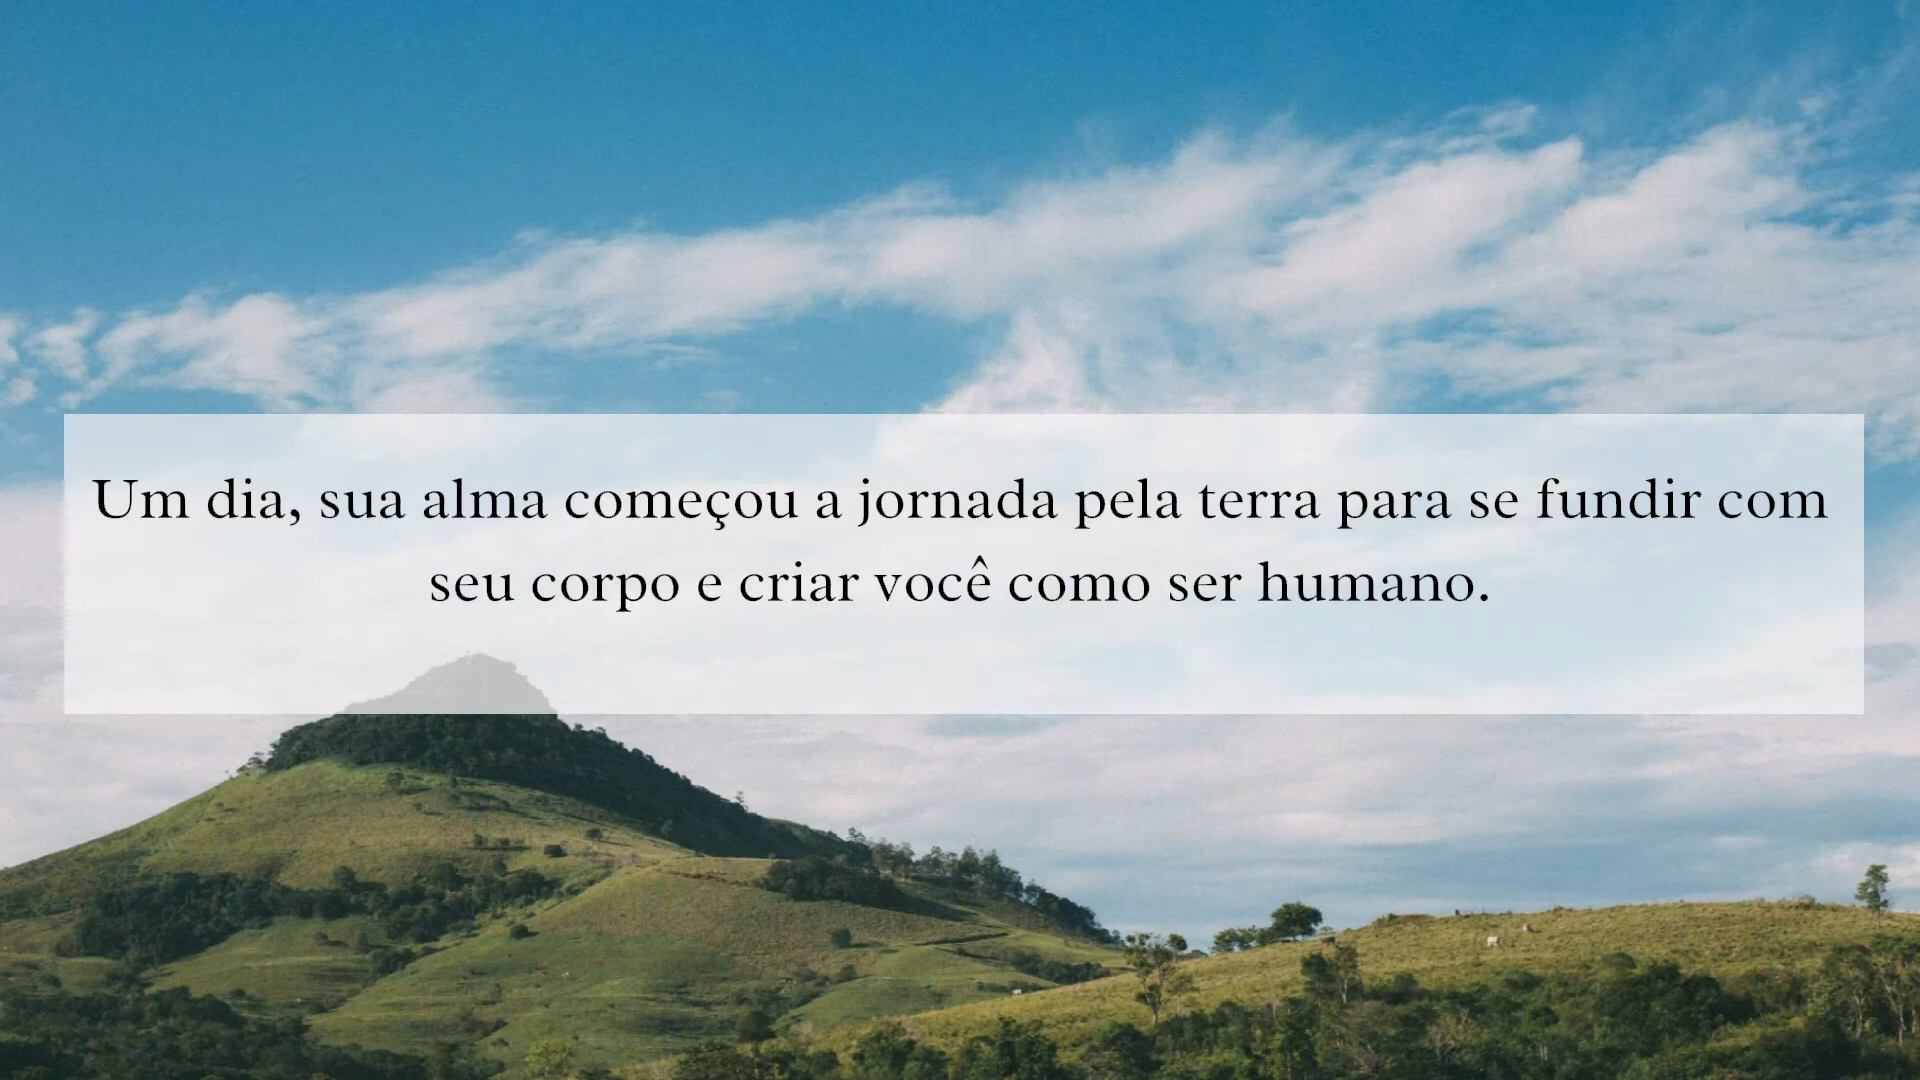 Um dia, sua alma começou a jornada pela terra para se fundir com
seu corpo e criar você como ser humano.